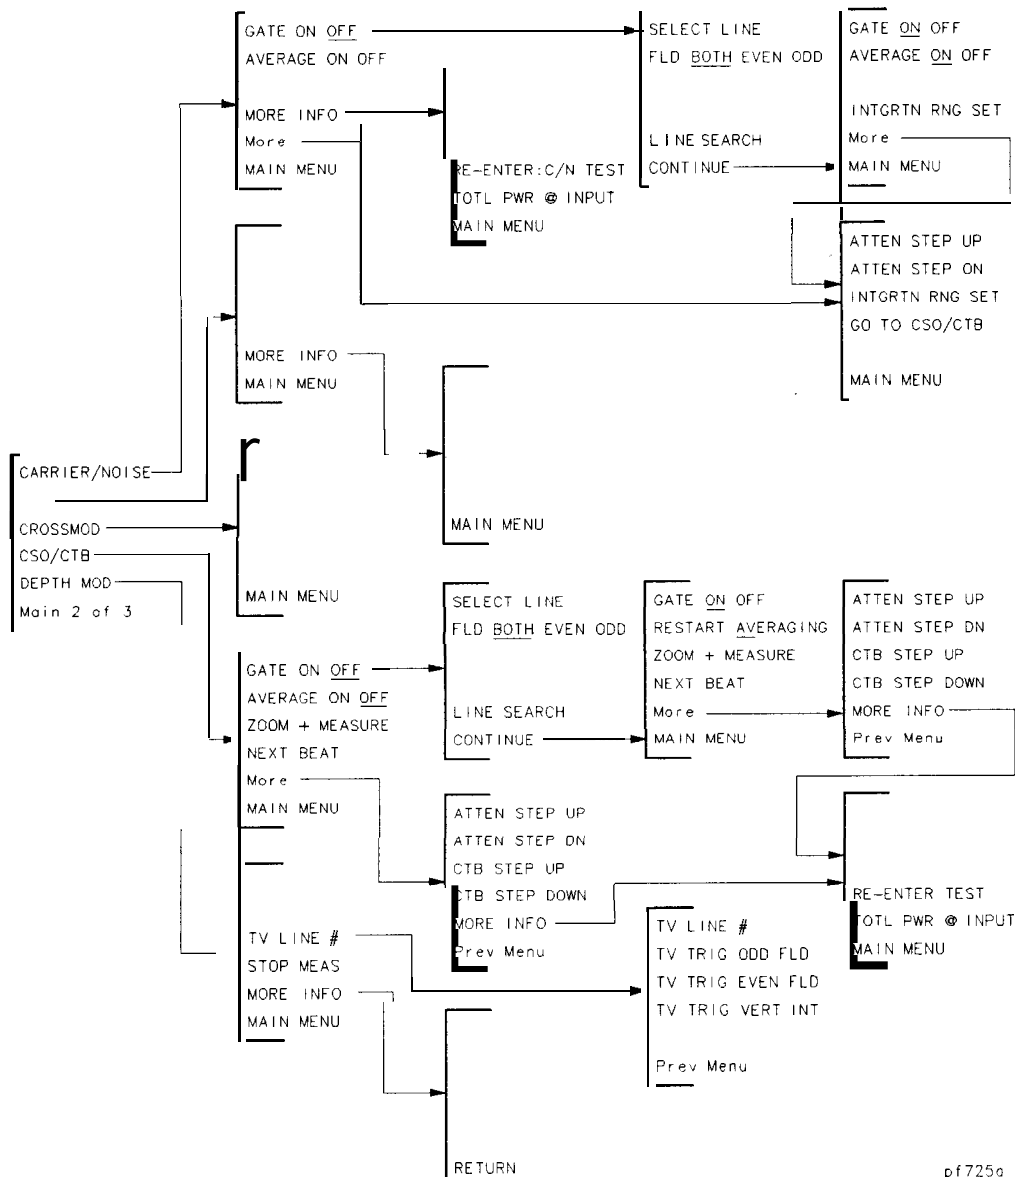 GATE ON OFF
AVERAGE ON OFF
MORE INFO
More
MAIN MENU
SELECT LINE
FLD BOTH EVEN ODD
LINE SEARCH
CONTINUE
GATE ON OFF
AVERAGE ON OFF
INTGRTN RNG SET
More
MAIN MENU
RE-ENTER:C/N TEST
TOTL PWR @ INPUT
MAIN MENU
ATTEN STEP UP
ATTEN STEP ON
INTGRTN RNG SET
GO TO CSO/CTB
MAIN MENU
MORE INFO
MAIN MENU
MAIN MENU
CARRIER/NOISE
CROSSMOD
CSO/CTB
DEPTH MOD
Main 2 of 3
MAIN MENU
GATE ON OFF
AVERAGE ON OFF
ZOOM + MEASURE
NEXT BEAT
More
MAIN MENU
SELECT LINE
FLD BOTH EVEN ODD
LINE SEARCH
CONTINUE
GATE ON OFF
RESTART AVERAGING
ZOOM + MEASURE
NEXT BEAT
More
MAIN MENU
ATTEN STEP UP
ATTEN STEP DN
CTB STEP UP
CTB STEP DOWN
MORE INFO
Prev Menu
ATTEN STEP UP
ATTEN STEP DN
CTB STEP UP
CTB STEP DOWN
MORE INFO
Prev Menu
RE-ENTER TEST
TOTL PWR @ INPUT
MAIN MENU
TV LINE #
STOP MEAS
MORE INFO
MAIN MENU
TV LINE #
TV TRIG ODD FLD
TV TRIG EVEN FLD
TV TRIG VERT INT
Prev Menu
RETURN
pf725a